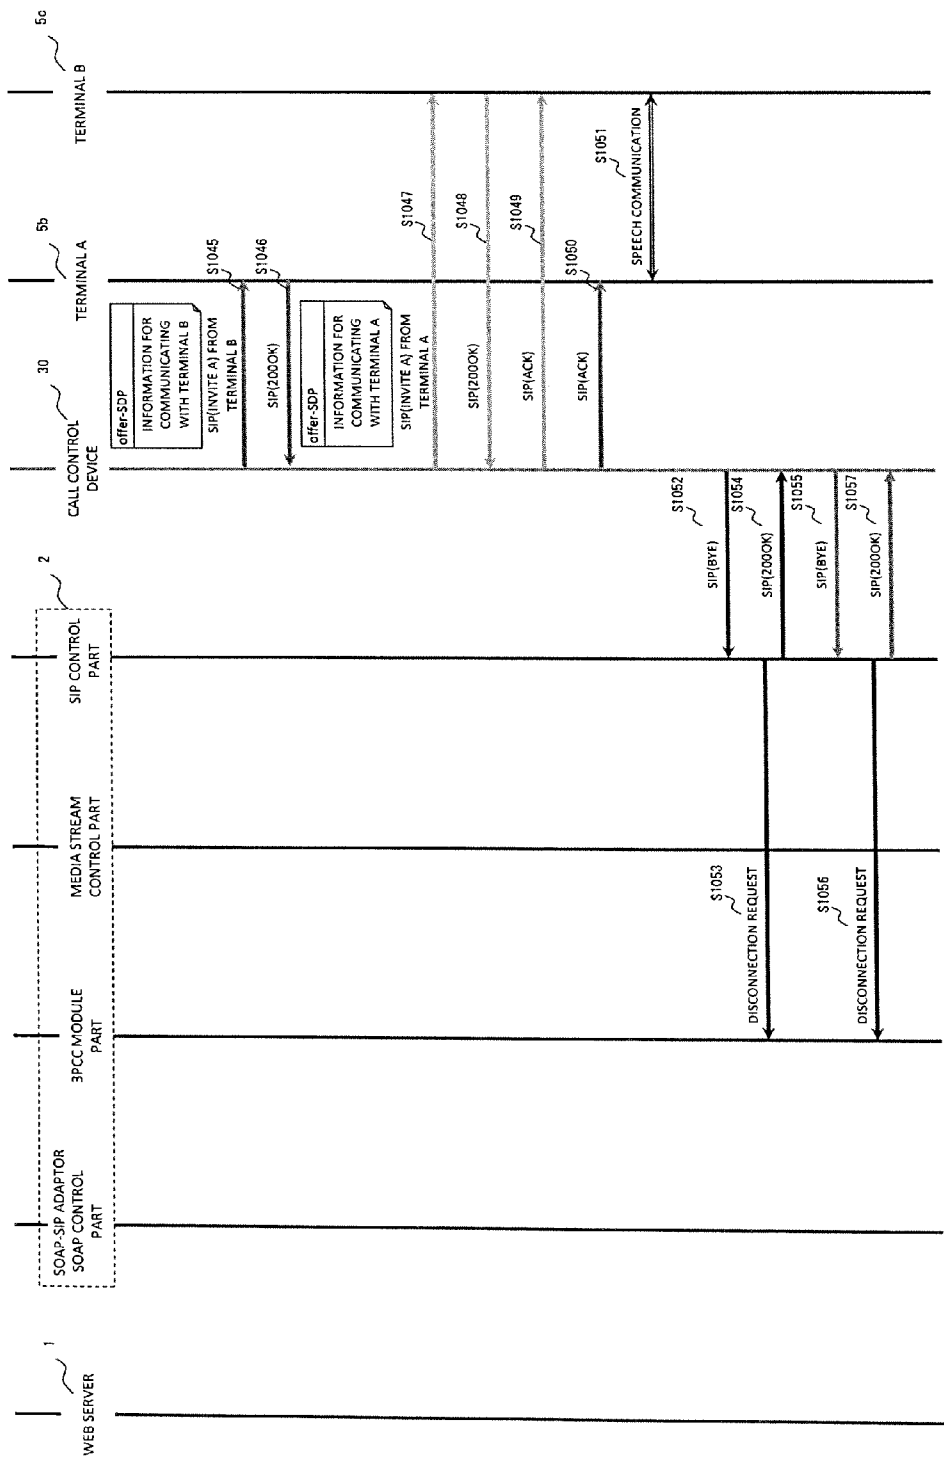 WEB SERVER
1
SOAP-SIP ADAPTOR
SOAP CONTROL
PART
3PCC MODULE
PART
MEDIA STREAM
CONTROL PART
SIP CONTROL
PART
2
CALL CONTROL
DEVICE
30
TERMINAL A
5b
TERMINAL B
5c
offer-SDP
INFORMATION FOR
COMMUNICATING
WITH TERMINAL B
SIP(INVITE A) FROM
TERMINAL B
S1045
SIP(200OK)
S1046
offer-SDP
INFORMATION FOR
COMMUNICATING
WITH TERMINAL A
SIP(INVITE A) FROM
TERMINAL A
S1047
SIP(200OK)
S1048
SIP(ACK)
S1049
SIP(ACK)
S1050
S1051
SPEECH COMMUNICATION
S1052
SIP(BYE)
S1053
DISCONNECTION REQUEST
S1054
SIP(200OK)
S1055
SIP(BYE)
S1056
DISCONNECTION REQUEST
S1057
SIP(200OK)